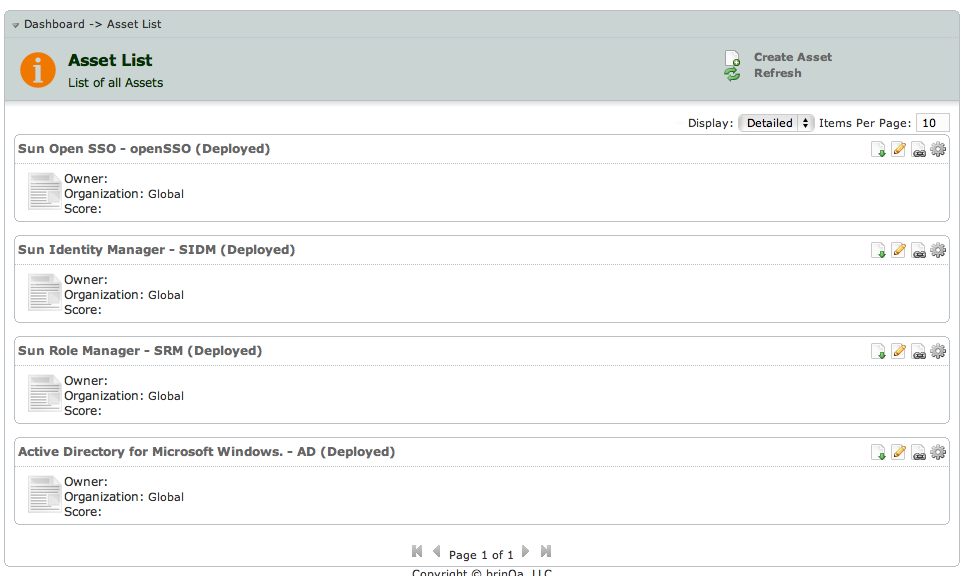 Dashboard -> Asset List
Asset List
List of all Assets
Create Asset
Refresh
Display: Detailed Items Per Page: 10
Sun Open SSO - openSSO (Deployed)
Owner:
Organization: Global
Score:
Sun Identity Manager - SIDM (Deployed)
Owner:
Organization: Global
Score:
Sun Role Manager - SRM (Deployed)
Owner:
Organization: Global
Score:
Active Directory for Microsoft Windows. - AD (Deployed)
Owner:
Organization: Global
Score:
Page 1 of 1
Copyright © brinQa, LLC